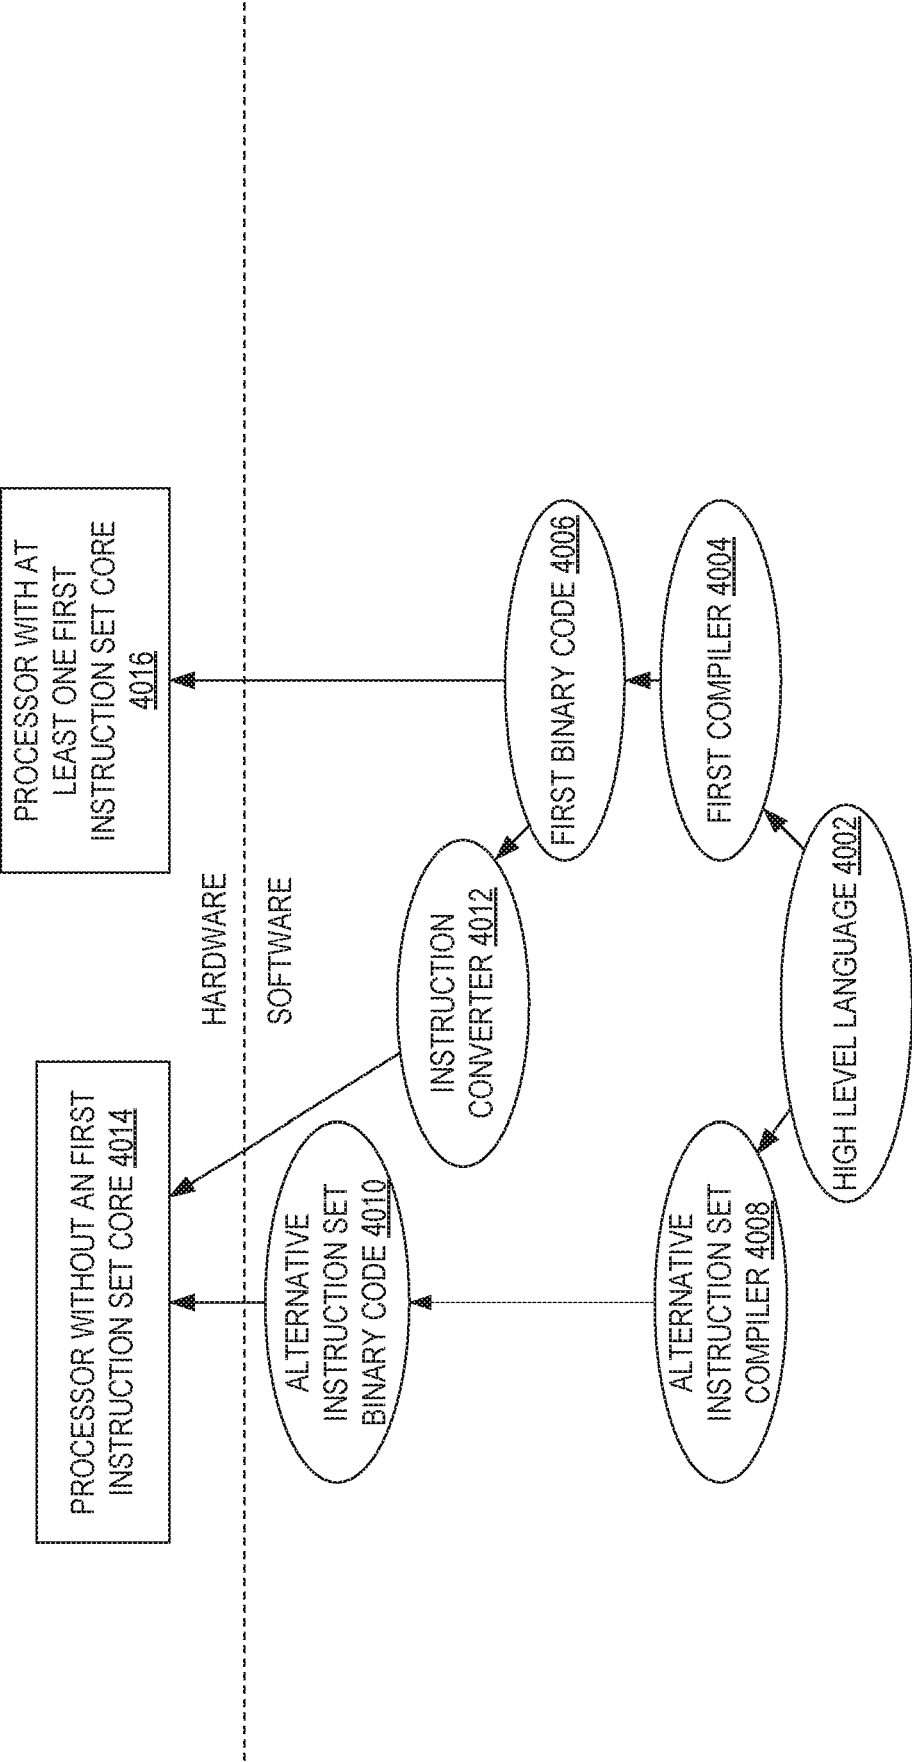 PROCESSOR WITHOUT AN FIRST
INSTRUCTION SET CORE 4014
PROCESSOR WITH AT
LEAST ONE FIRST
INSTRUCTION SET CORE
4016
HARDWARE
SOFTWARE
ALTERNATIVE
INSTRUCTION SET
BINARY CODE 4010
INSTRUCTION
CONVERTER 4012
FIRST BINARY CODE 4006
ALTERNATIVE
INSTRUCTION SET
COMPILER 4008
FIRST COMPILER 4004
HIGH LEVEL LANGUAGE 4002